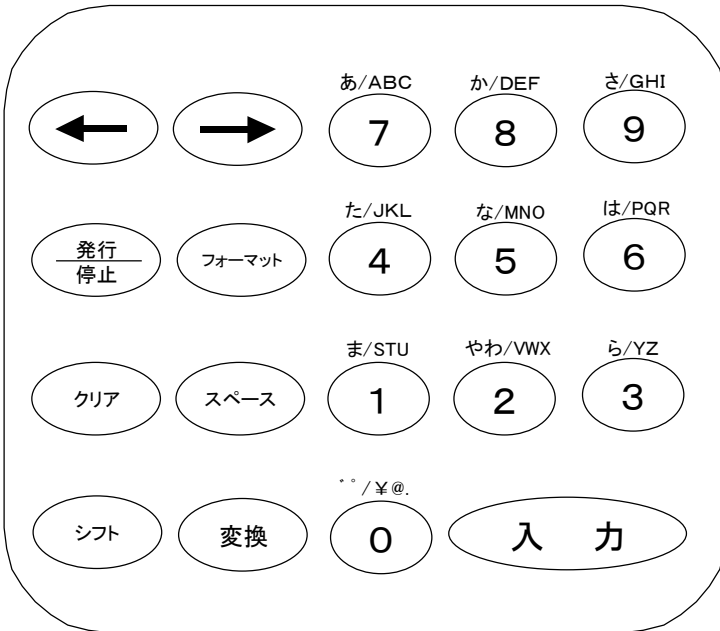 あ/ABC か/DEF さ/GHI
← → 7 8 9
た/JKL な/MNO は/PQR
発行
停止 フォーマット 4 5 6
ま/STU やわ/VWX ら/YZ
クリア スペース 1 2 3
゛゜/¥@.
シフト 変換 0 入 力